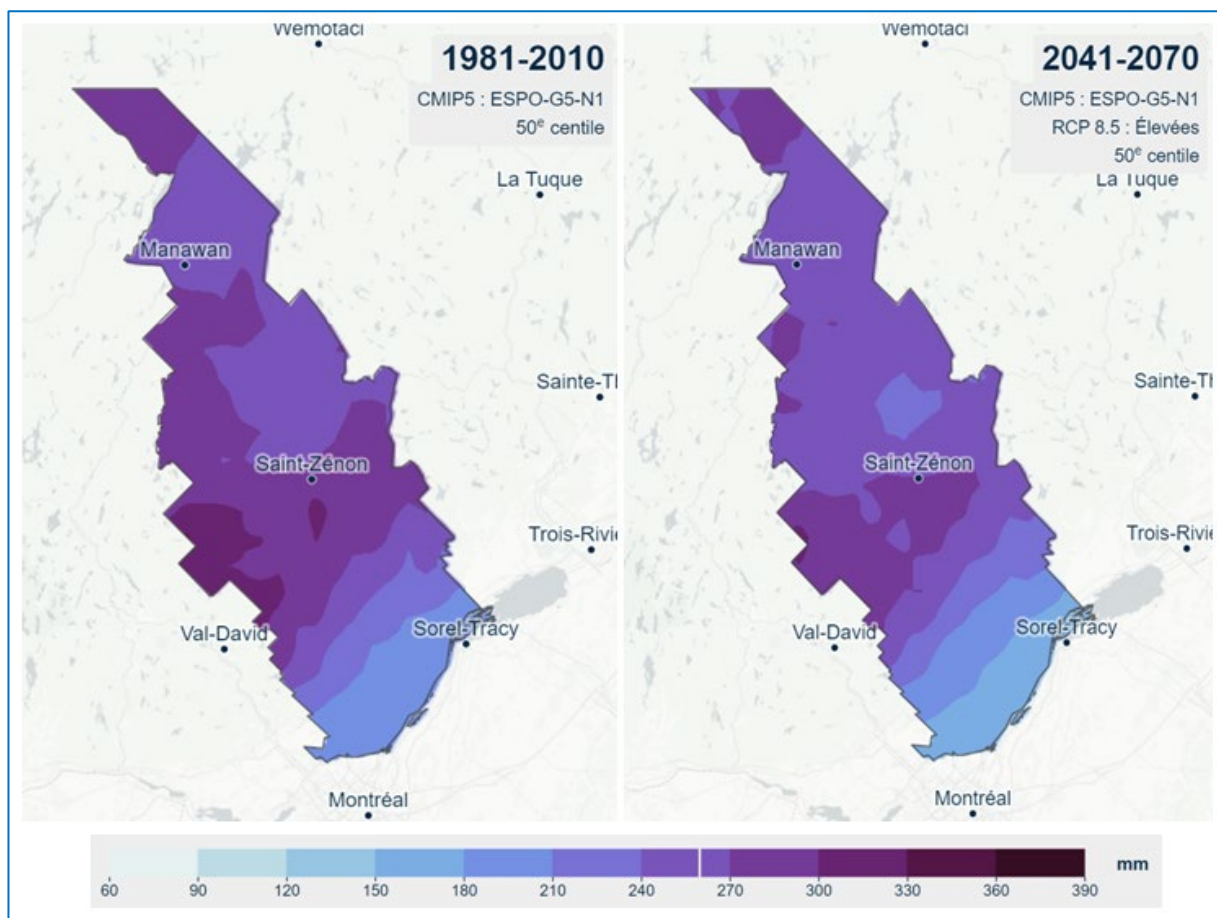 Wemotaci
1981-2010
CMIP5 : ESPO-G5-N1
50e centile
La Tuque
Manawan
Sainte-Th
Saint-Zénon
Trois-Riviè
Val-David
Sorel-Tracy
Montréal
Wemotaci
2041-2070
CMIP5 : ESPO-G5-N1
RCP 8.5 : Élevées
50e centile
La Tuque
Manawan
Sainte-Th
Saint-Zénon
Trois-Riviè
Val-David
Sorel-Tracy
Montréal
mm
60 90 120 150 180 210 240 270 300 330 360 390